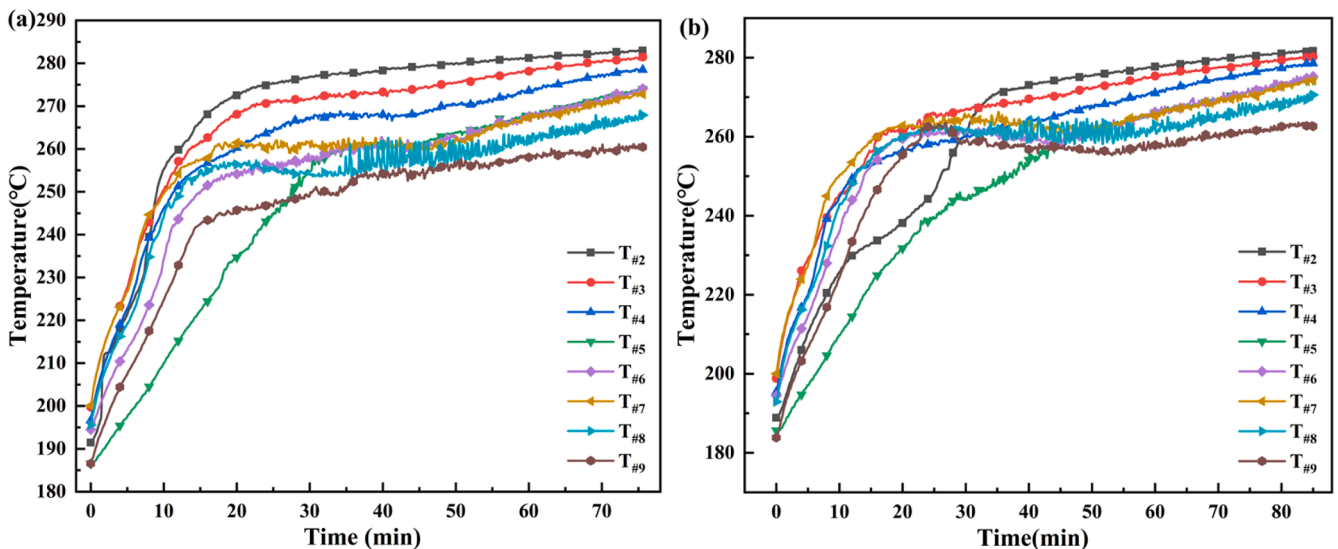 (a)
290
280
270
260
250
240
230
220
210
200
190
180
Temperature(°C)
0 10 20 30 40 50 60 70
Time (min)
T#2
T#3
T#4
T#5
T#6
T#7
T#8
T#9
(b)
280
260
240
220
200
180
Temperature(°C)
0 10 20 30 40 50 60 70 80
Time(min)
T#2
T#3
T#4
T#5
T#6
T#7
T#8
T#9